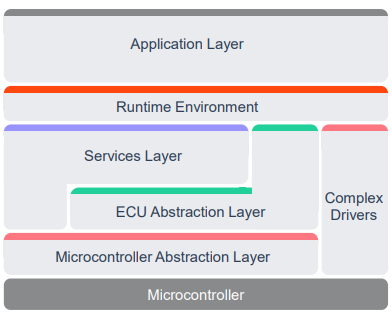 Application Layer
Runtime Environment
Services Layer
ECU Abstraction Layer
Complex
Drivers
Microcontroller Abstraction Layer
Microcontroller